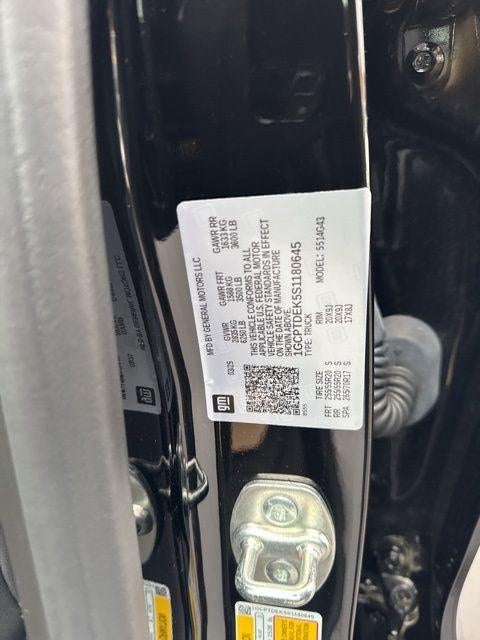 gm
MFD BY GENERAL MOTORS LLC
03/25
GVWR
2835 KG
6250 LB
GAWR FRT
1588 KG
3500 LB
GAWR RR
1633 KG
3600 LB
THIS VEHICLE CONFORMS TO ALL
APPLICABLE U.S. FEDERAL MOTOR
VEHICLE SAFETY STANDARDS IN EFFECT
ON THE DATE OF MANUFACTURE
SHOWN ABOVE.
1GCPTDEK5S1180645
TYPE: TRUCK MODEL: 5514G43
TIRE SIZE RIM
FRT 255/55R20 S 20X9J
RR 255/55R20 S 20X9J
SPA 265/70R17 S 17X8J
1GCPTDEK5S1180645